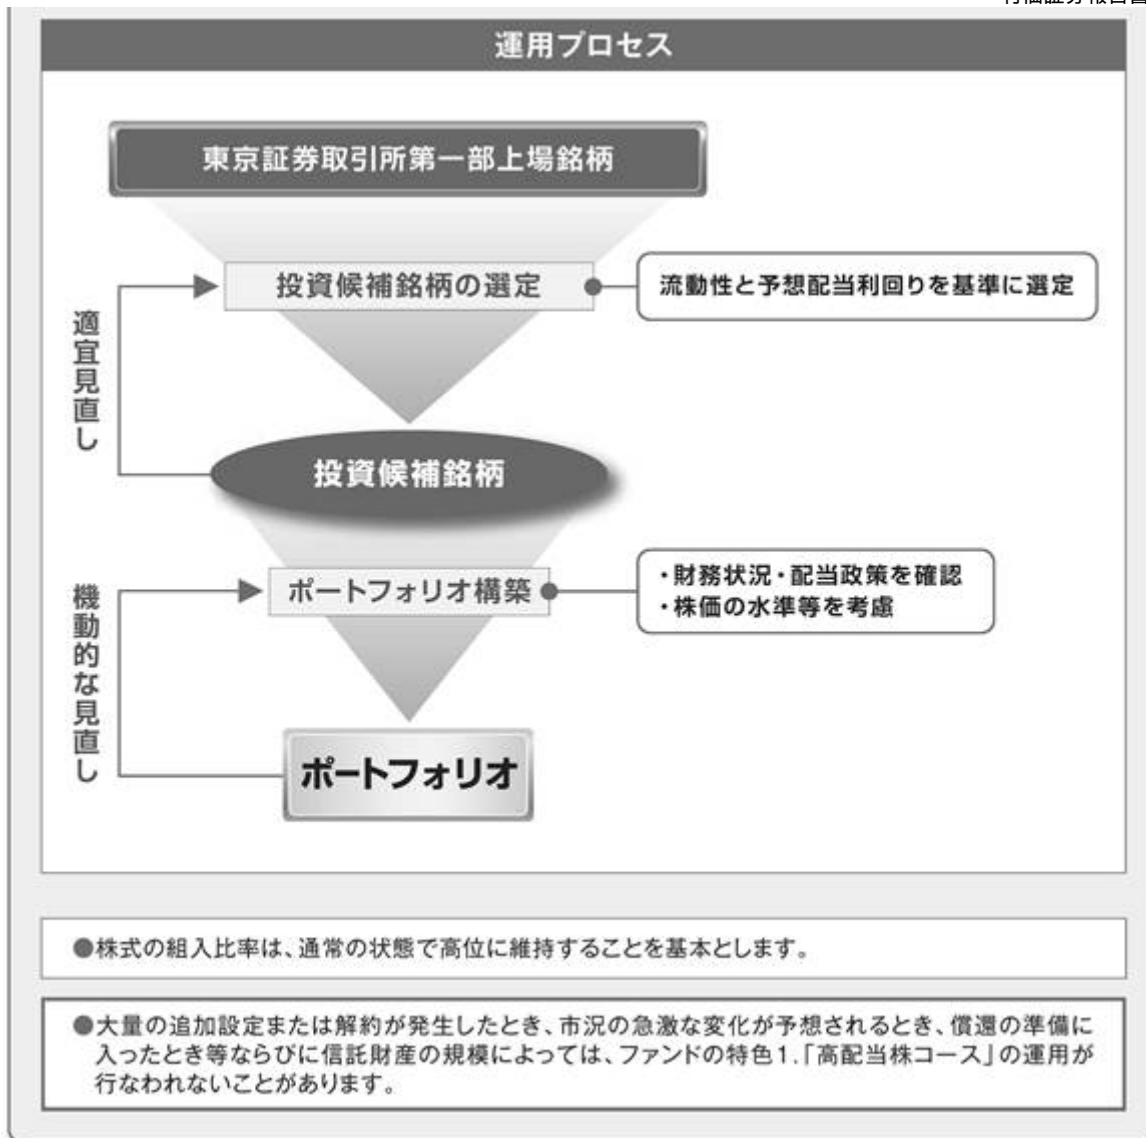 運用プロセス
東京証券取引所第一部上場銘柄
投資候補銘柄の選定
流動性と予想配当利回りを基準に選定
適宜見直し
投資候補銘柄
ポートフォリオ構築
・財務状況・配当政策を確認
・株価の水準等を考慮
機動的な見直し
ポートフォリオ
●株式の組入比率は、通常の状態で高位に維持することを基本とします。
●大量の追加設定または解約が発生したとき、市況の急激な変化が予想されるとき、償還の準備に
入ったとき等ならびに信託財産の規模によっては、ファンドの特色1.「高配当株コース」の運用が
行なわれないことがあります。